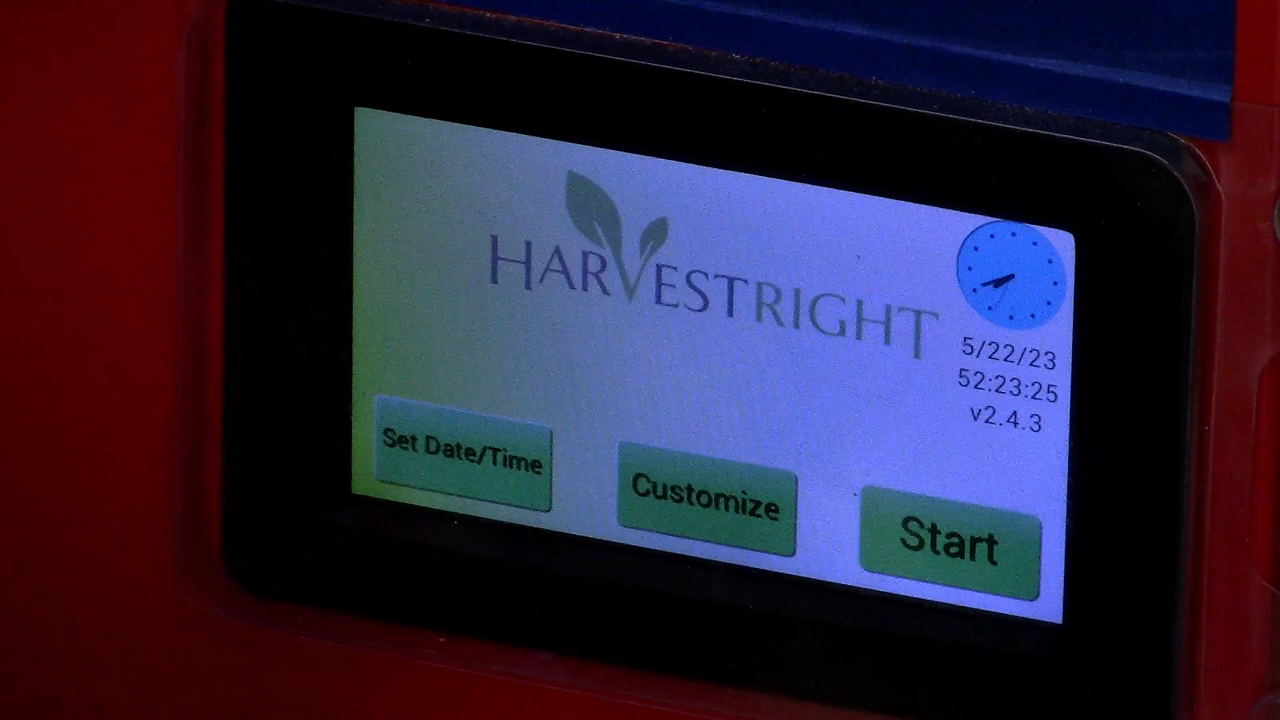 HARVESTRIGHT
5/22/23
52:23:25
v2.4.3
Set Date/Time
Customize
Start